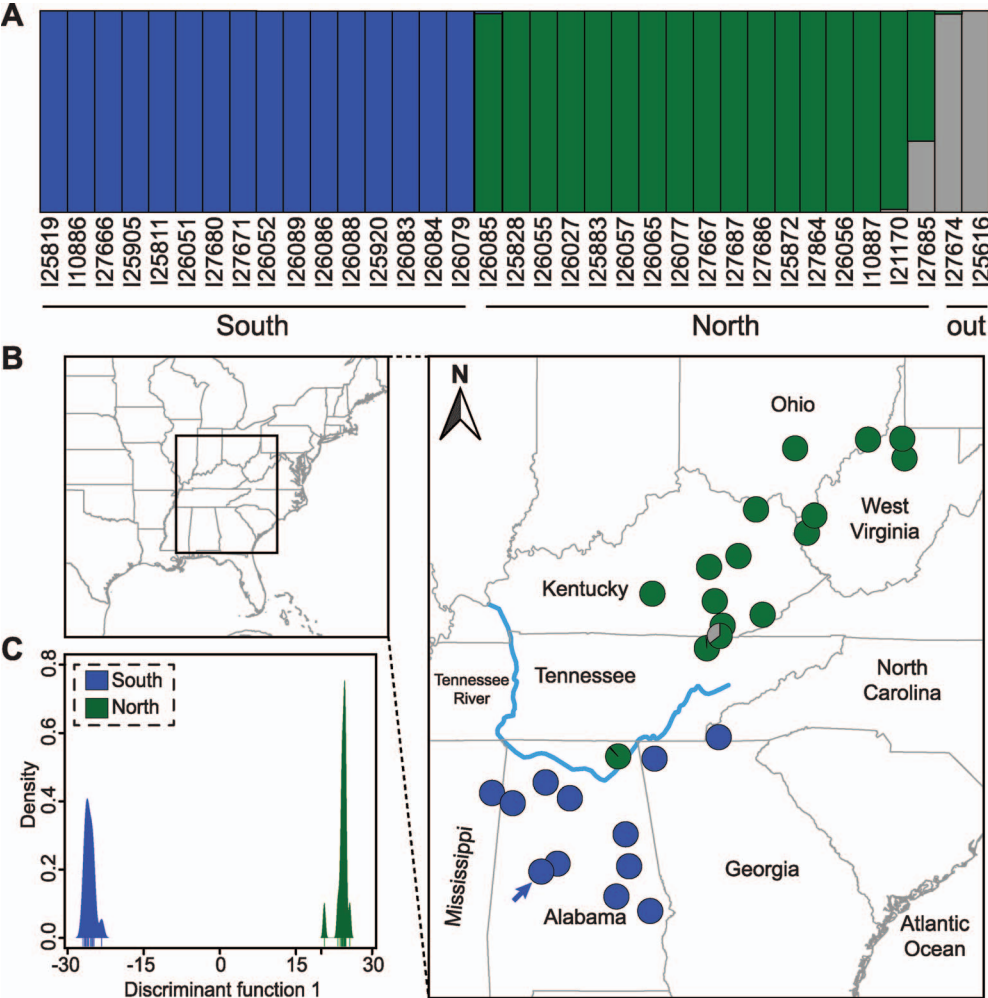 A
I25819
I10886
I27666
I25905
I25811
I26051
I27680
I27671
I26052
I26089
I26086
I26088
I25920
I26083
I26084
I26079
I26085
I25828
I26055
I26027
I25883
I26057
I26065
I26077
I27667
I27687
I27686
I25872
I27864
I26056
I10887
I21170
I27685
I27674
I25616
South
North
out
B
N
Ohio
West
Virginia
Kentucky
Tennessee
River
Tennessee
North
Carolina
Mississippi
Alabama
Georgia
Atlantic
Ocean
C
South
North
Density
0.8
0.6
0.4
0.2
0.0
-30
-15
0
15
30
Discriminant function 1